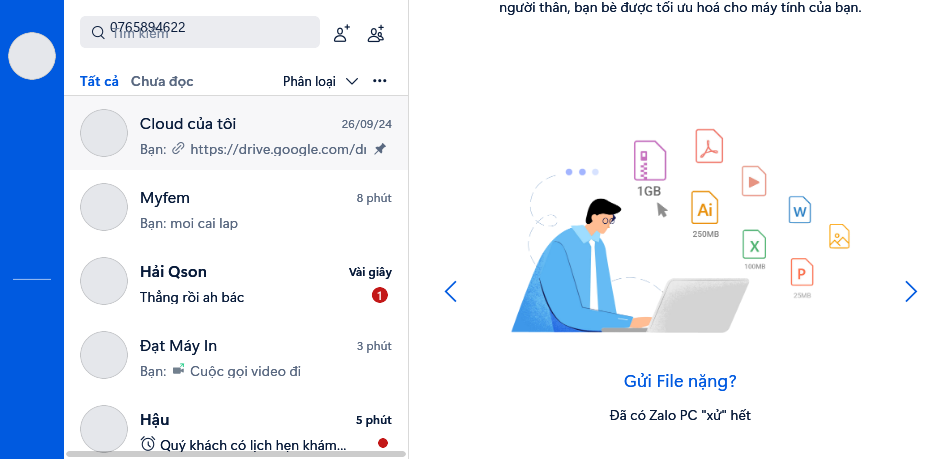 người thân, bạn bè được tối ưu hoá cho máy tính của bạn.
0765894622
Tìm kiếm
Tất cả Chưa đọc Phân loại
Cloud của tôi 26/09/24
Bạn: https://drive.google.com/dr
Myfem 8 phút
Bạn: moi cai lap
Hải Qson Vài giây
Thẳng rồi ah bác 1
Đạt Máy In 3 phút
Bạn: Cuộc gọi video đi
Hậu 5 phút
Quý khách có lịch hẹn khám...
1GB
Ai
250MB
W
X
100MB
P
25MB
Gửi File nặng?
Đã có Zalo PC "xử" hết